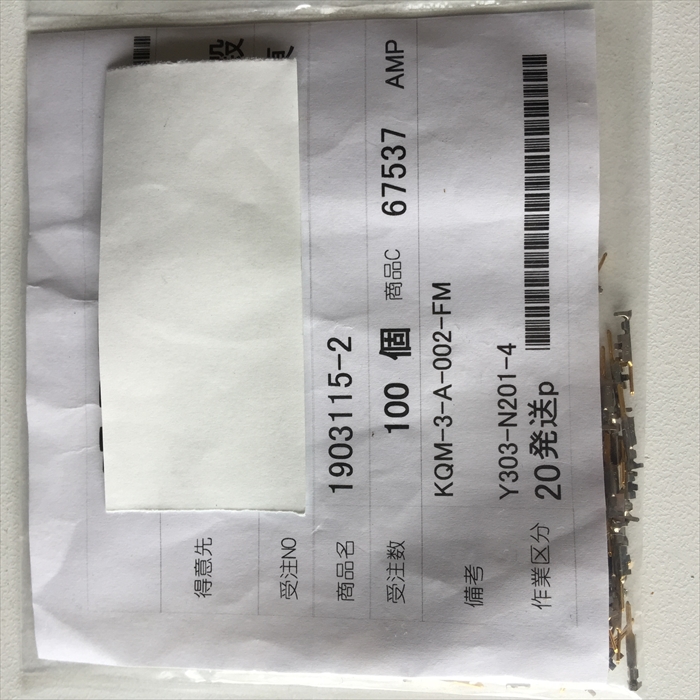 得意先
受注NO
商品名 1903115-2
受注数 100 個 商品C 67537 AMP
備考 KQM-3-A-002-FM
Y303-N201-4
作業区分 20発送p